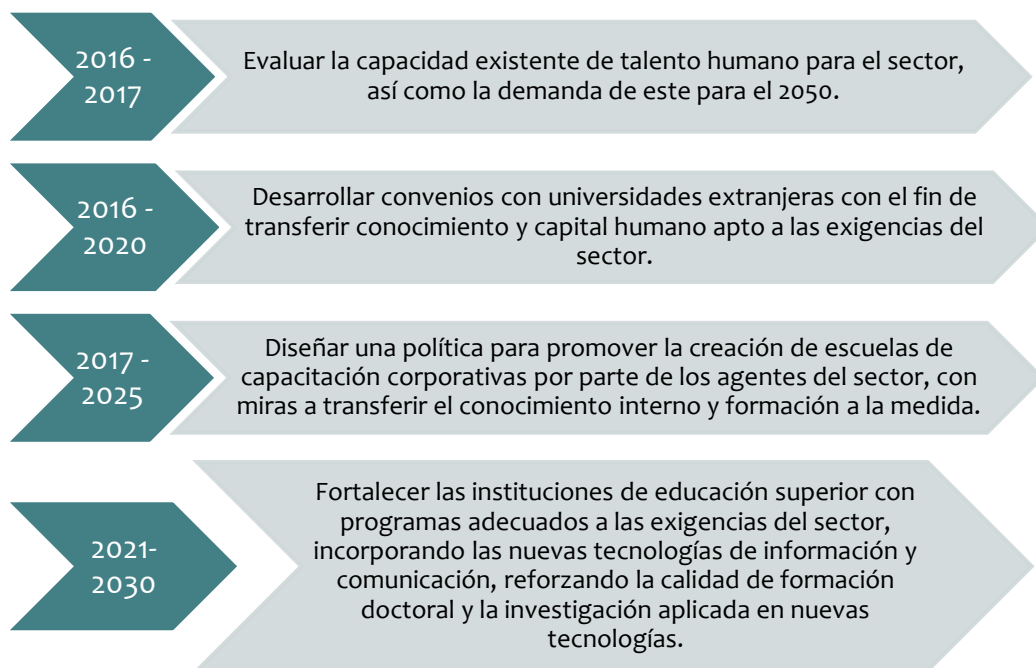 2016 -
2017
Evaluar la capacidad existente de talento humano para el sector,
así como la demanda de este para el 2050.
2016 -
2020
Desarrollar convenios con universidades extranjeras con el fin de
transferir conocimiento y capital humano apto a las exigencias del
sector.
2017 -
2025
Diseñar una política para promover la creación de escuelas de
capacitación corporativas por parte de los agentes del sector, con
miras a transferir el conocimiento interno y formación a la medida.
2021-
2030
Fortalecer las instituciones de educación superior con
programas adecuados a las exigencias del sector,
incorporando las nuevas tecnologías de información y
comunicación, reforzando la calidad de formación
doctoral y la investigación aplicada en nuevas
tecnologías.